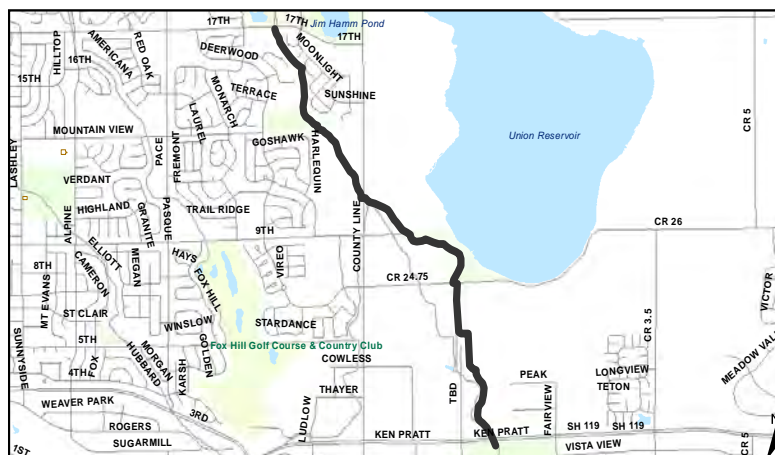 17TH
Jim Hamm Pond
17TH
HILLTOP
RED OAK
AMERICANA
16TH
15TH
DEERWOOD
MOONLIGHT
TERRACE
MONARCH
SUNSHINE
LAUREL
CR 5
MOUNTAIN VIEW
PACE
FREMONT
GOSHAWK
HARLEQUIN
Union Reservoir
LASHLEY
VERDANT
HIGHLAND
GRANITE
PASQUE
TRAIL RIDGE
ALPINE
9TH
COUNTY LINE
CR 26
ELLIOTT
CAMERON
MEGAN
HAYS
FOX HILL
VIREO
8TH
CR 24.75
MT EVANS
ST CLAIR
WINSLOW
GOLDEN
STARDANCE
VICTOR
CR 3.5
SUNNYSIDE
5TH
Fox Hill Golf Course & Country Club
COWLESS
4TH
FOX
HUBBARD
MORGAN
KARSH
THAYER
TBD
PEAK
FAIRVIEW
LONGVIEW
TETON
MEADOW VAL
WEAVER PARK
3RD
LUDLOW
ROGERS
SUGARMILL
1ST
KEN PRATT
KEN PRATT
SH 119
SH 119
VISTA VIEW
CR 5